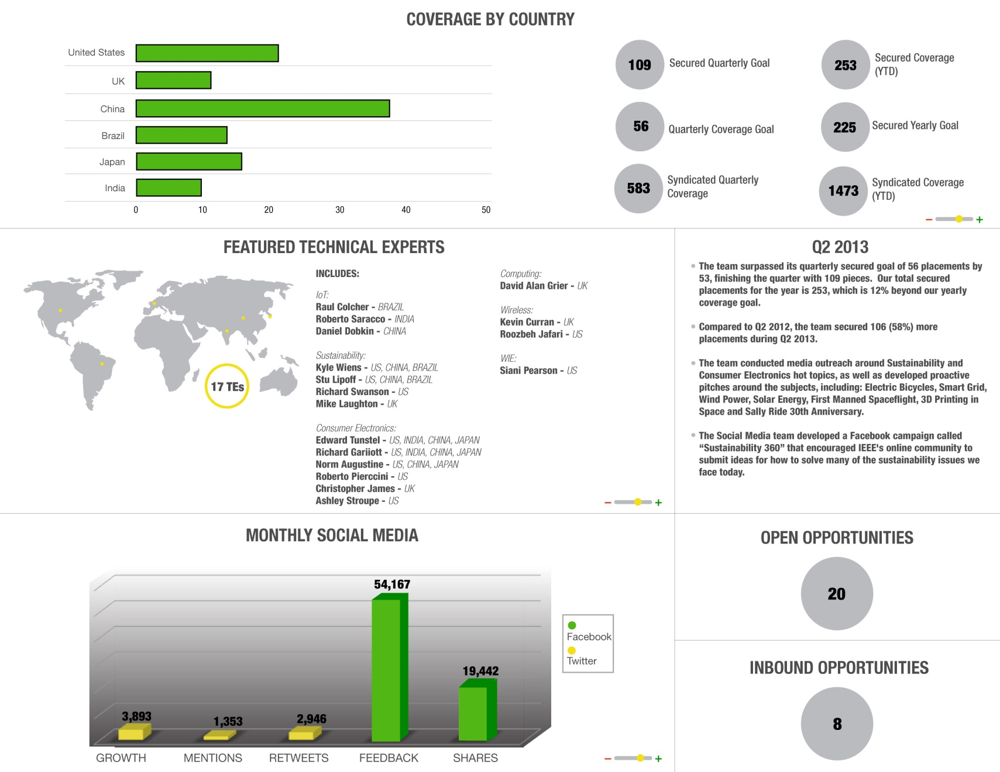 COVERAGE BY COUNTRY
United States
UK
China
Brazil
Japan
India
0 10 20 30 40 50
109 Secured Quarterly Goal
56 Quarterly Coverage Goal
583 Syndicated Quarterly
Coverage
253 Secured Coverage
(YTD)
225 Secured Yearly Goal
1473 Syndicated Coverage
(YTD)
− +
FEATURED TECHNICAL EXPERTS
17 TEs
INCLUDES:
IoT:
Raul Colcher - BRAZIL
Roberto Saracco - INDIA
Daniel Dobkin - CHINA
Sustainability:
Kyle Wiens - US, CHINA, BRAZIL
Stu Lipoff - US, CHINA, BRAZIL
Richard Swanson - US
Mike Laughton - UK
Consumer Electronics:
Edward Tunstel - US, INDIA, CHINA, JAPAN
Richard Gariiott - US, INDIA, CHINA, JAPAN
Norm Augustine - US, CHINA, JAPAN
Roberto Pierccini - US
Christopher James - UK
Ashley Stroupe - US
Computing:
David Alan Grier - UK
Wireless:
Kevin Curran - UK
Roozbeh Jafari - US
WIE:
Siani Pearson - US
− +
Q2 2013
• The team surpassed its quarterly secured goal of 56 placements by
53, finishing the quarter with 109 pieces. Our total secured
placements for the year is 253, which is 12% beyond our yearly
coverage goal.
• Compared to Q2 2012, the team secured 106 (58%) more
placements during Q2 2013.
• The team conducted media outreach around Sustainability and
Consumer Electronics hot topics, as well as developed proactive
pitches around the subjects, including: Electric Bicycles, Smart Grid,
Wind Power, Solar Energy, First Manned Spaceflight, 3D Printing in
Space and Sally Ride 30th Anniversary.
• The Social Media team developed a Facebook campaign called
“Sustainability 360” that encouraged IEEE's online community to
submit ideas for how to solve many of the sustainability issues we
face today.
MONTHLY SOCIAL MEDIA
3,893
1,353
2,946
54,167
19,442
GROWTH MENTIONS RETWEETS FEEDBACK SHARES
Facebook
Twitter
− +
OPEN OPPORTUNITIES
20
INBOUND OPPORTUNITIES
8